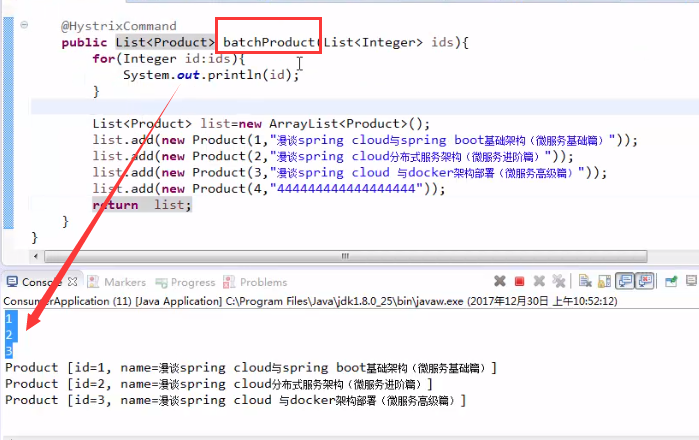 @HystrixCommand
public List<Product> batchProduct(List<Integer> ids){
for(Integer id:ids){
System.out.println(id);
}
List<Product> list=new ArrayList<Product>();
list.add(new Product(1,"漫谈spring cloud与spring boot基础架构（微服务基础篇）"));
list.add(new Product(2,"漫谈spring cloud分布式服务架构（微服务进阶篇）"));
list.add(new Product(3,"漫谈spring cloud 与docker架构部署（微服务高级篇）"));
list.add(new Product(4,"444444444444444444"));
return list;
}
}
Console Markers Progress Problems
ConsumerApplication (11) [Java Application] C:\Program Files\Java\jdk1.8.0_25\bin\javaw.exe (2017年12月30日 上午10:52:12)
1
2
3
Product [id=1, name=漫谈spring cloud与spring boot基础架构（微服务基础篇）]
Product [id=2, name=漫谈spring cloud分布式服务架构（微服务进阶篇）]
Product [id=3, name=漫谈spring cloud 与docker架构部署（微服务高级篇）]